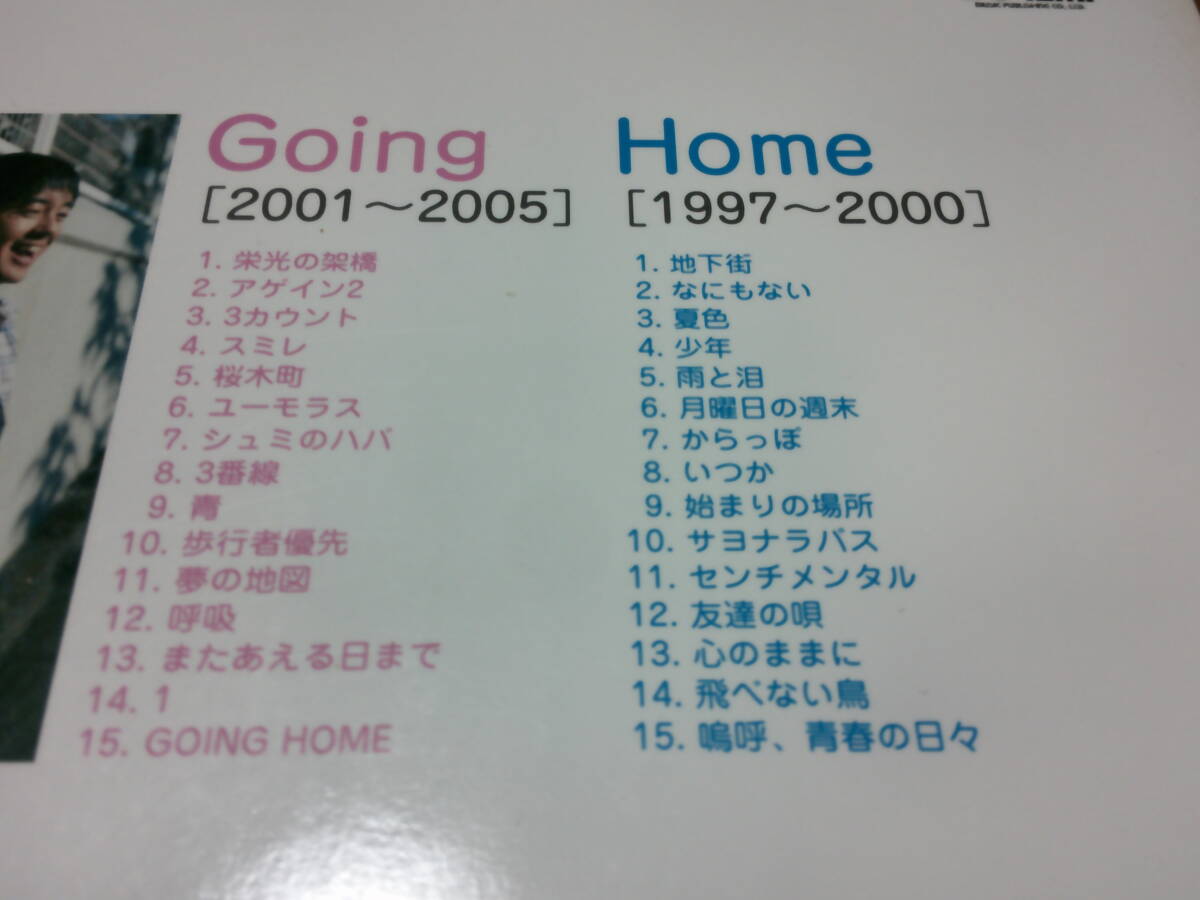 Going
[2001～2005]
1. 栄光の架橋
2. アゲイン2
3. 3カウント
4. スミレ
5. 桜木町
6. ユーモラス
7. シュミのハバ
8. 3番線
9. 青
10. 歩行者優先
11. 夢の地図
12. 呼吸
13. またあえる日まで
14. 1
15. GOING HOME
Home
[1997～2000]
1. 地下街
2. なにもない
3. 夏色
4. 少年
5. 雨と泪
6. 月曜日の週末
7. からっぽ
8. いつか
9. 始まりの場所
10. サヨナラバス
11. センチメンタル
12. 友達の唄
13. 心のままに
14. 飛べない鳥
15. 嗚呼、青春の日々